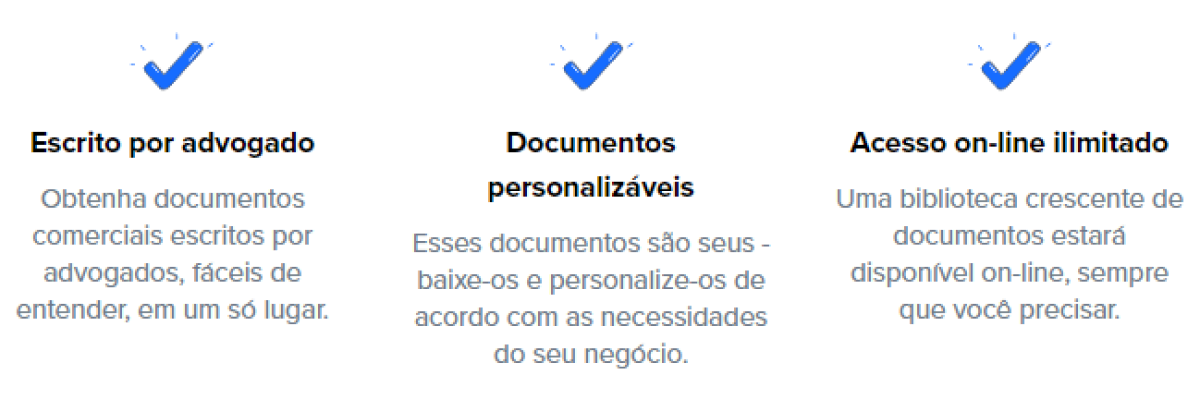 Escrito por advogado
Obtenha documentos
comerciais escritos por
advogados, fáceis de
entender, em um só lugar.
Documentos
personalizáveis
Esses documentos são seus -
baixe-os e personalize-os de
acordo com as necessidades
do seu negócio.
Acesso on-line ilimitado
Uma biblioteca crescente de
documentos estará
disponível on-line, sempre
que você precisar.